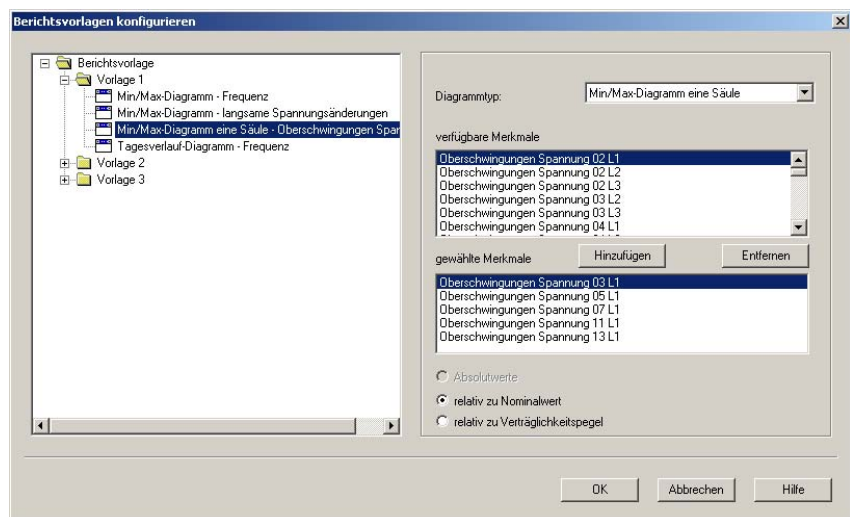 Berichtsvorlagen konfigurieren
Berichtsvorlage
Vorlage 1
Min/Max-Diagramm - Frequenz
Min/Max-Diagramm - langsame Spannungsänderungen
Min/Max-Diagramm eine Säule - Oberschwingungen Spar
Tagesverlauf-Diagramm - Frequenz
Vorlage 2
Vorlage 3
Diagrammtyp:
Min/Max-Diagramm eine Säule
verfügbare Merkmale
Oberschwingungen Spannung 02 L1
Oberschwingungen Spannung 02 L2
Oberschwingungen Spannung 02 L3
Oberschwingungen Spannung 03 L2
Oberschwingungen Spannung 03 L3
Oberschwingungen Spannung 04 L1
gewählte Merkmale
Hinzufügen
Entfernen
Oberschwingungen Spannung 03 L1
Oberschwingungen Spannung 05 L1
Oberschwingungen Spannung 07 L1
Oberschwingungen Spannung 11 L1
Oberschwingungen Spannung 13 L1
Absolutwerte
relativ zu Nominalwert
relativ zu Verträglichkeitspegel
OK
Abbrechen
Hilfe